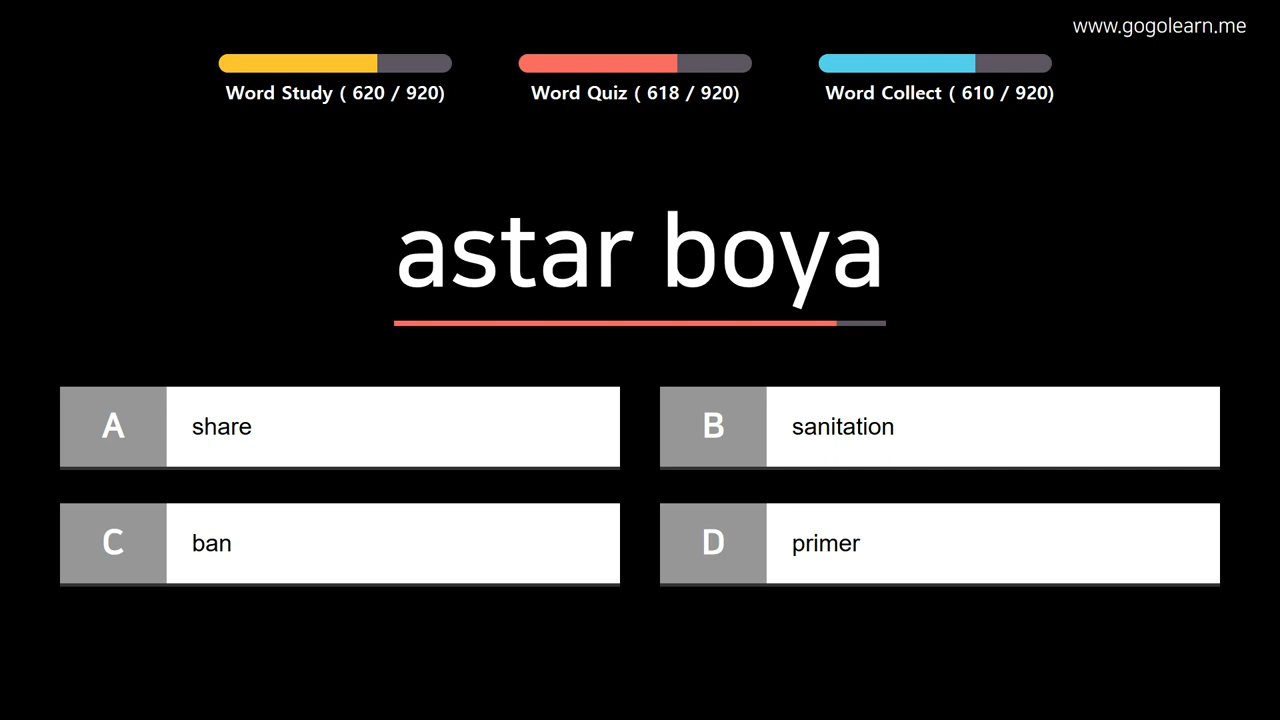 www.gogolearn.me
Word Study ( 620 / 920)
Word Quiz ( 618 / 920)
Word Collect ( 610 / 920)
astar boya
A share
B sanitation
C ban
D primer